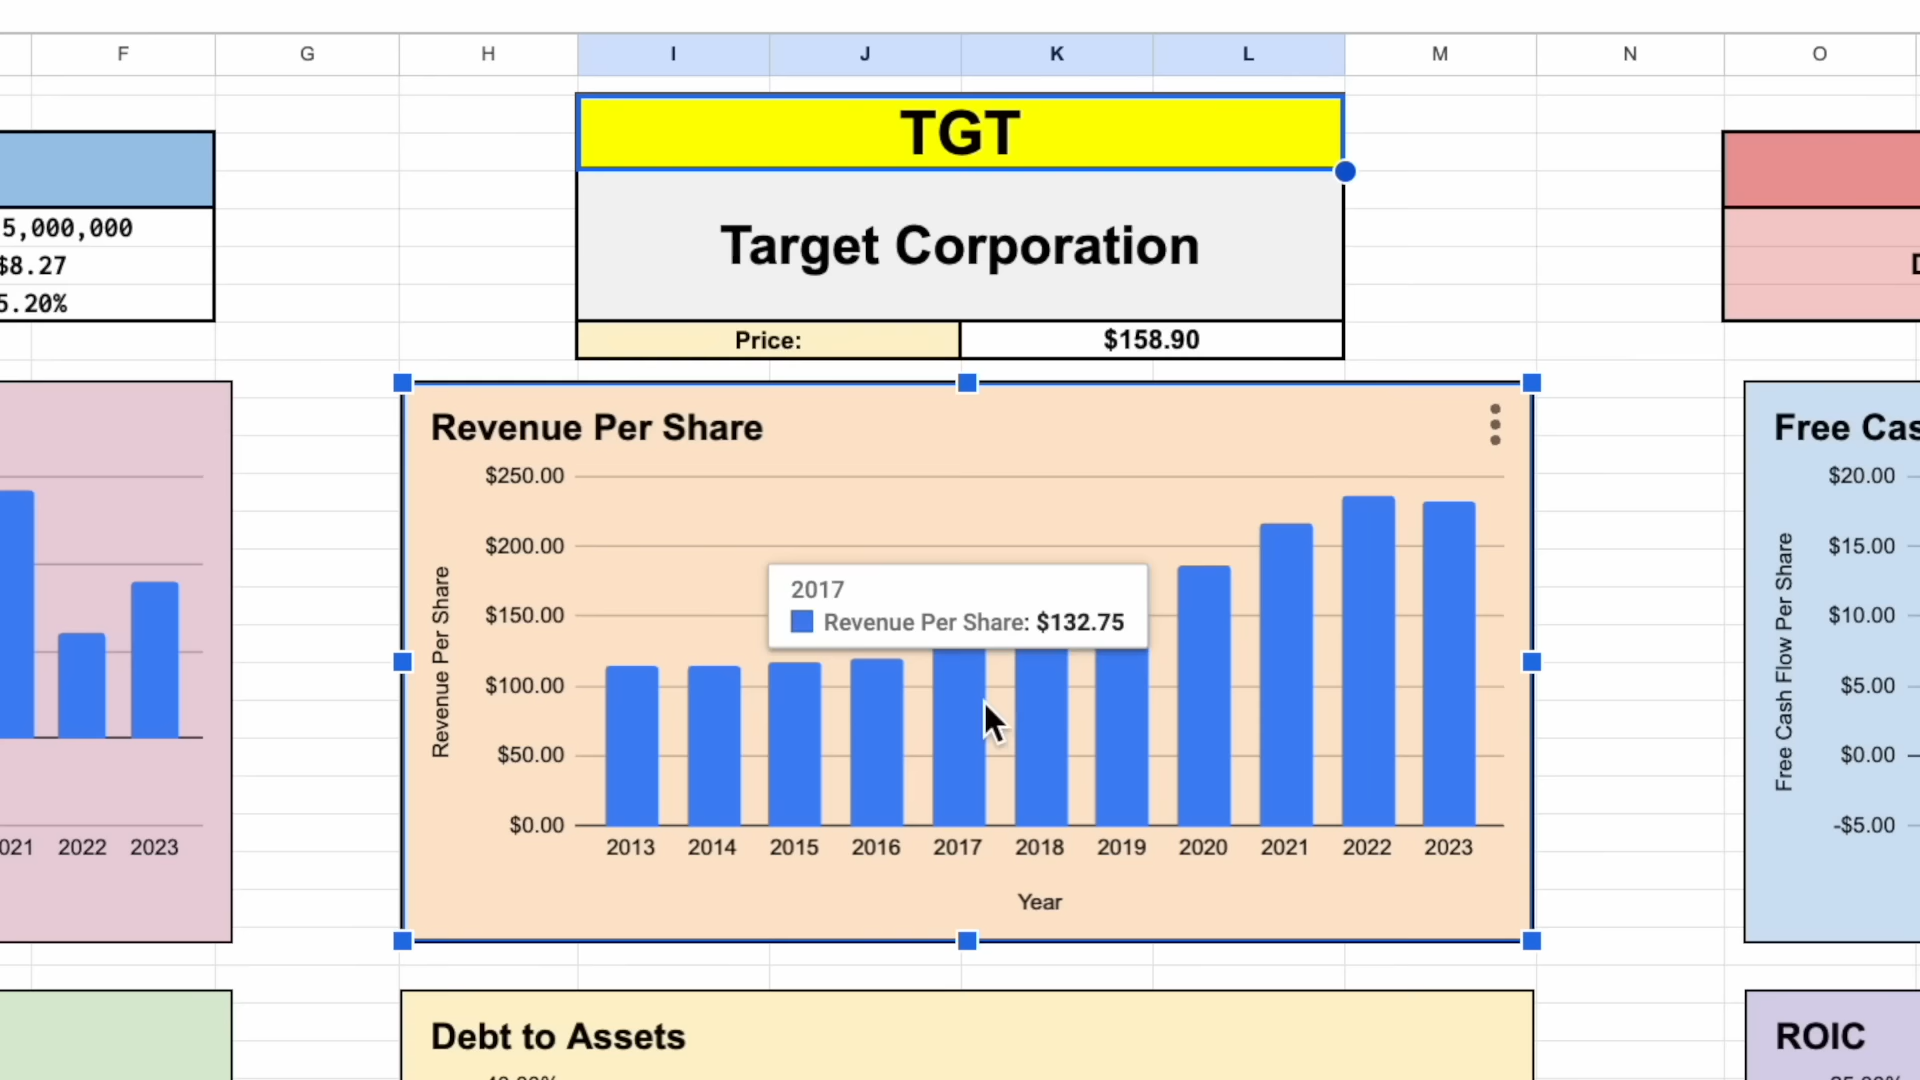 F G H I J K L M N O
TGT
5,000,000
$8.27
5.20%
Target Corporation
Price: $158.90
2022 2023
Revenue Per Share
$250.00
$200.00
$150.00
$100.00
$50.00
$0.00
Revenue Per Share
2017
Revenue Per Share: $132.75
2013 2014 2015 2016 2017 2018 2019 2020 2021 2022 2023
Year
Free Cas
$20.00
$15.00
$10.00
$5.00
$0.00
-$5.00
Free Cash Flow Per Share
Debt to Assets
ROIC